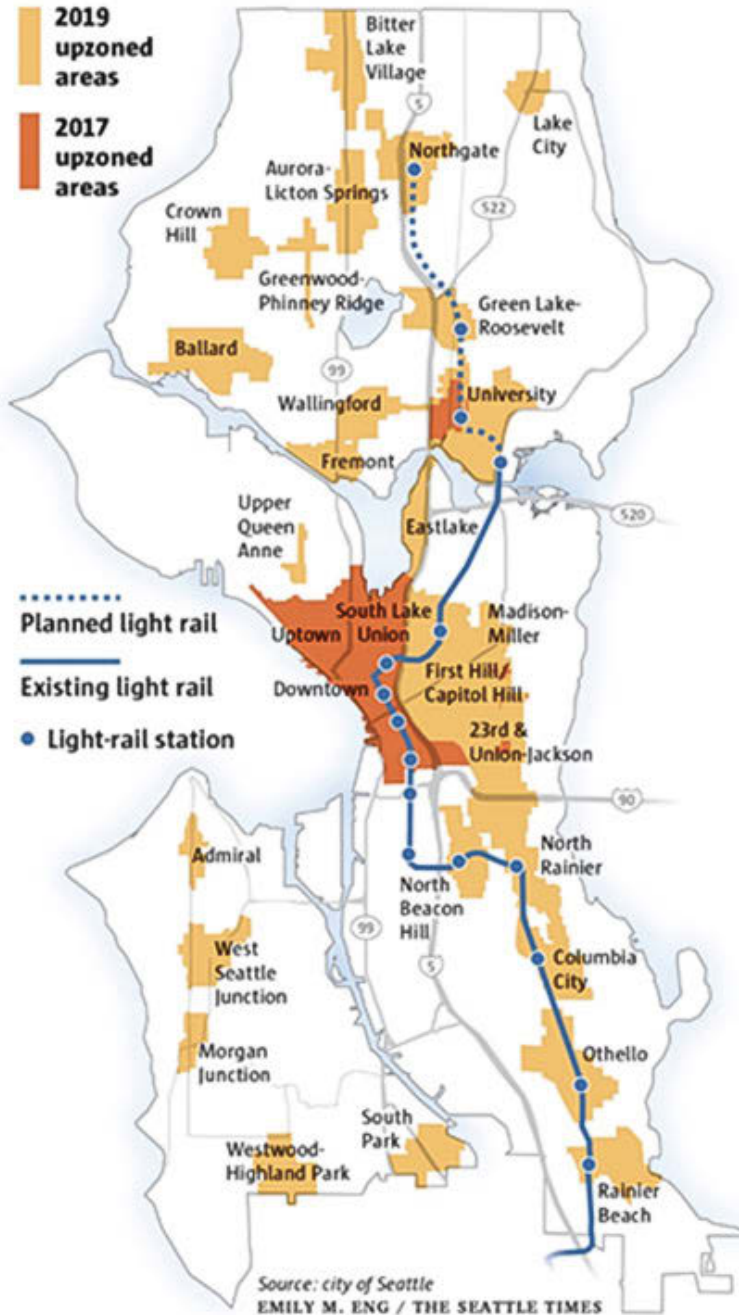 2019
upzoned
areas
2017
upzoned
areas
Bitter
Lake
Village
5
Lake
City
Northgate
Aurora-
Licton Springs
522
Crown
Hill
Greenwood-
Phinney Ridge
Green Lake-
Roosevelt
Ballard
99
University
Wallingford
Fremont
Upper
Queen
Anne
Eastlake
520
Planned light rail
Existing light rail
Light-rail station
Uptown
South Lake
Union
Madison-
Miller
Downtown
First Hill/
Capitol Hill
23rd &
Union-Jackson
90
Admiral
North
Beacon
Hill
North
Rainier
99
5
West
Seattle
Junction
Columbia
City
Morgan
Junction
Othello
South
Park
Westwood-
Highland Park
Rainier
Beach
Source: city of Seattle
EMILY M. ENG / THE SEATTLE TIMES